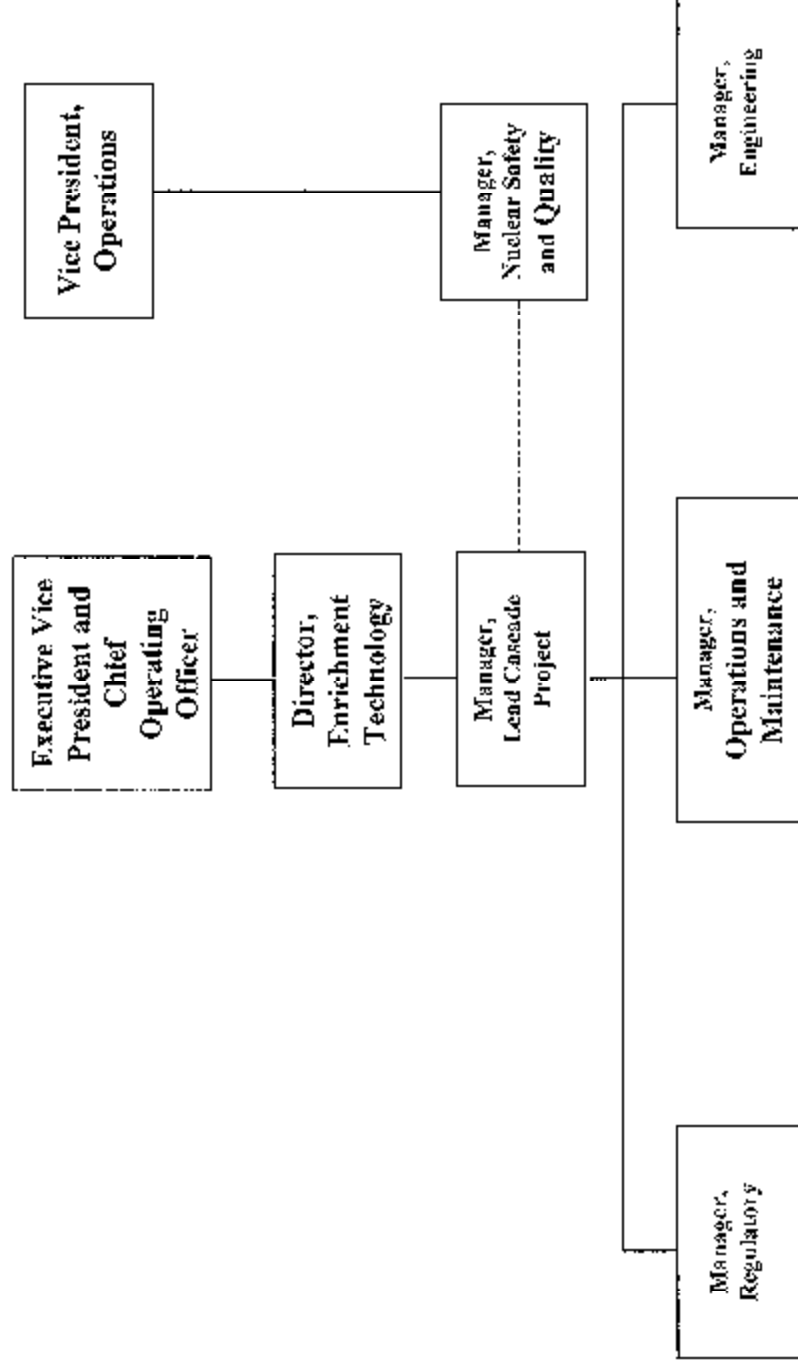 Executive Vice
President and
Chief
Operating
Officer
Vice President,
Operations
Director,
Enrichment
Technology
Manager,
Lead Cascade
Project
Manager,
Nuclear Safety
and Quality
Manager,
Regulatory
Manager,
Operations and
Maintenance
Manager,
Engineering